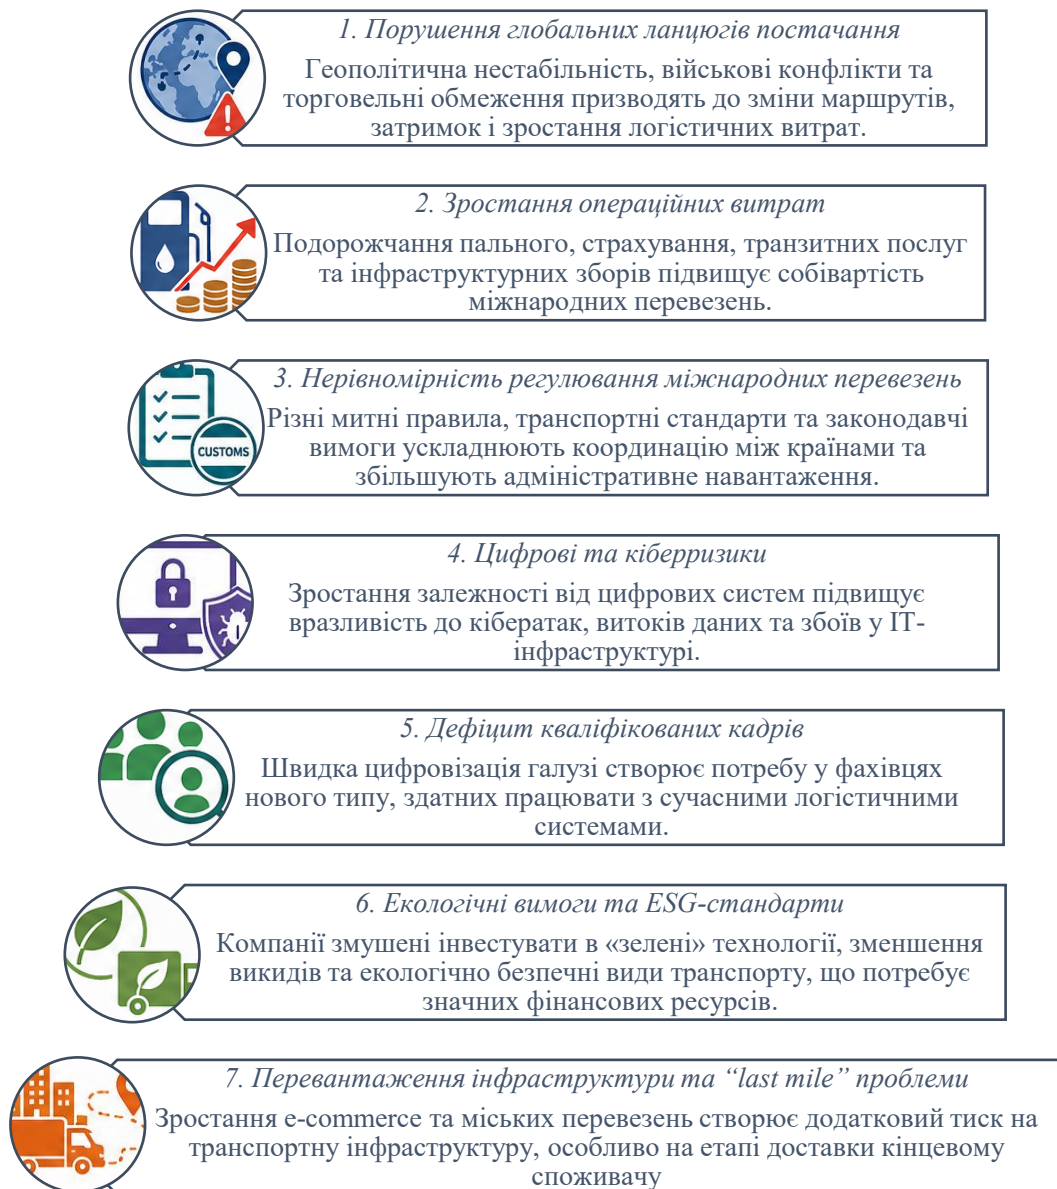 1. Порушення глобальних ланцюгів постачання
Геополітична нестабільність, військові конфлікти та
торговельні обмеження призводять до зміни маршрутів,
затримок і зростання логістичних витрат.
2. Зростання операційних витрат
Подорожчання пального, страхування, транзитних послуг
та інфраструктурних зборів підвищує собівартість
міжнародних перевезень.
3. Нерівномірність регулювання міжнародних перевезень
Різні митні правила, транспортні стандарти та законодавчі
вимоги ускладнюють координацію між країнами та
CUSTOMS
збільшують адміністративне навантаження.
4. Цифрові та кіберризики
Зростання залежності від цифрових систем підвищує
вразливість до кібератак, витоків даних та збоїв у ІТ-
інфраструктурі.
5. Дефіцит кваліфікованих кадрів
Швидка цифровізація галузі створює потребу у фахівцях
нового типу, здатних працювати з сучасними логістичними
системами.
6. Екологічні вимоги та ESG-стандарти
Компанії змушені інвестувати в «зелені» технології, зменшення
викидів та екологічно безпечні види транспорту, що потребує
значних фінансових ресурсів.
7. Перевантаження інфраструктури та “last mile” проблеми
Зростання e-commerce та міських перевезень створює додатковий тиск на
транспортну інфраструктуру, особливо на етапі доставки кінцевому
споживачу